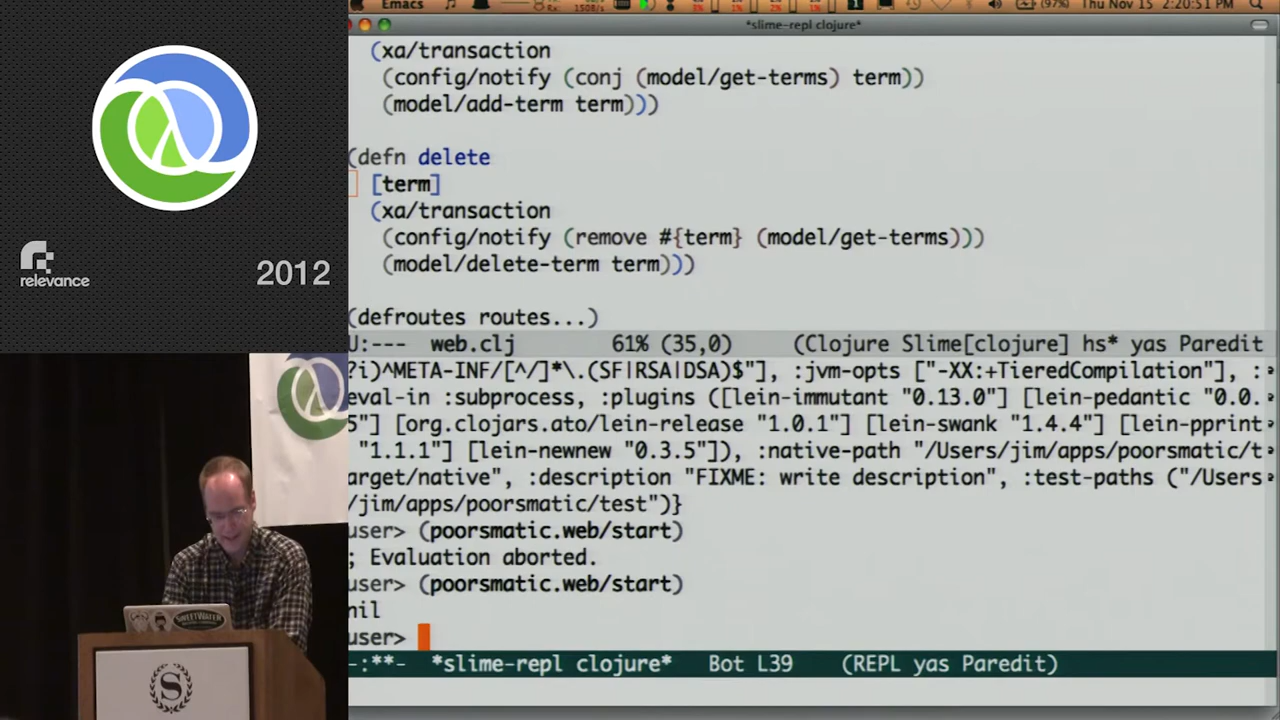 Emacs
(97%) Thu Nov 15 2:20:51 PM
*slime-repl clojure*
(xa/transaction
(config/notify (conj (model/get-terms) term))
(model/add-term term)))
(defn delete
[term]
(xa/transaction
(config/notify (remove #{term} (model/get-terms)))
(model/delete-term term)))
(defroutes routes...)
U:--- web.clj 61% (35,0) (Clojure Slime[clojure] hs* yas Paredit
?i)^META-INF/[^/]*\.(SF|RSA|DSA)$"], :jvm-opts ["-XX:+TieredCompilation"], :
eval-in :subprocess, :plugins ([lein-immutant "0.13.0"] [lein-pedantic "0.0.
5"] [org.clojars.ato/lein-release "1.0.1"] [lein-swank "1.4.4"] [lein-pprint
"1.1.1"] [lein-newnew "0.3.5"]), :native-path "/Users/jim/apps/poorsmatic/t
arget/native", :description "FIXME: write description", :test-paths ("/Users
/jim/apps/poorsmatic/test")}
user> (poorsmatic.web/start)
; Evaluation aborted.
user> (poorsmatic.web/start)
nil
user>
-:**- *slime-repl clojure* Bot L39 (REPL yas Paredit)
relevance
2012
SWEETWATER
S